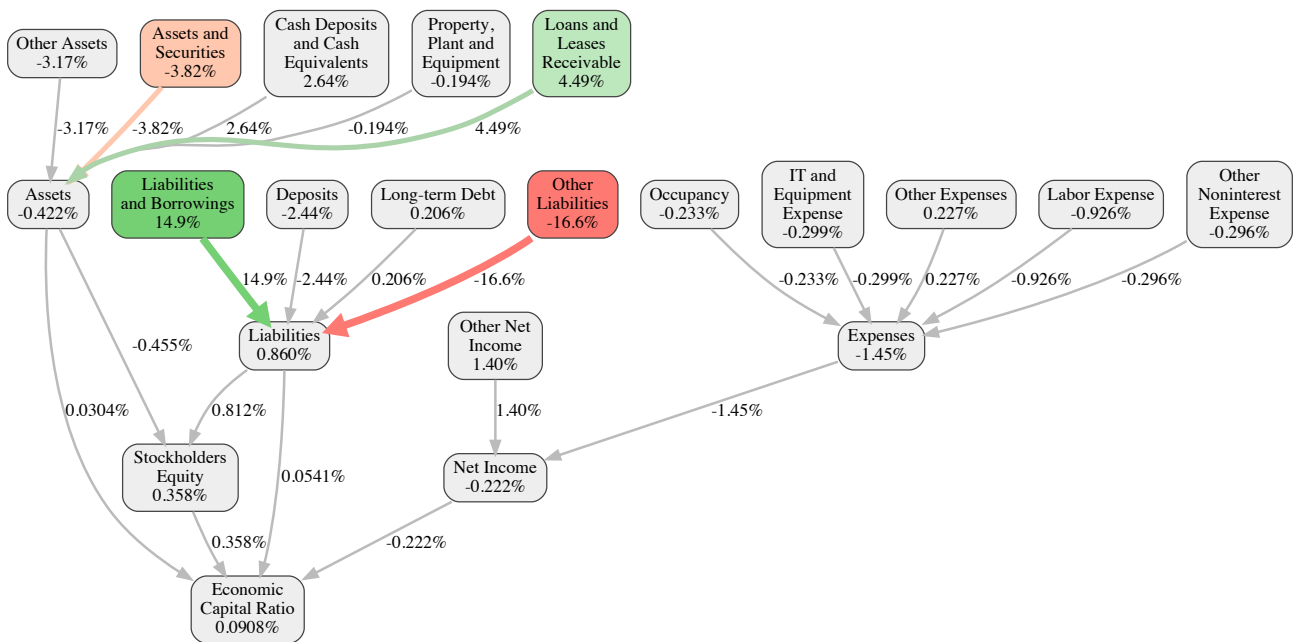 Other Assets
-3.17%
Assets and
Securities
-3.82%
Cash Deposits
and Cash
Equivalents
2.64%
Property,
Plant and
Equipment
-0.194%
Loans and
Leases
Receivable
4.49%
-3.17%
-3.82%
2.64%
-0.194%
4.49%
Assets
-0.422%
Liabilities
and Borrowings
14.9%
Deposits
-2.44%
Long-term Debt
0.206%
Other
Liabilities
-16.6%
Occupancy
-0.233%
IT and
Equipment
Expense
-0.299%
Other Expenses
0.227%
Labor Expense
-0.926%
Other
Noninterest
Expense
-0.296%
14.9%
-2.44%
0.206%
-16.6%
-0.233%
-0.299%
0.227%
-0.926%
-0.296%
-0.455%
Liabilities
0.860%
Other Net
Income
1.40%
Expenses
-1.45%
0.0304%
0.812%
1.40%
-1.45%
Stockholders
Equity
0.358%
0.0541%
Net Income
-0.222%
0.358%
-0.222%
Economic
Capital Ratio
0.0908%